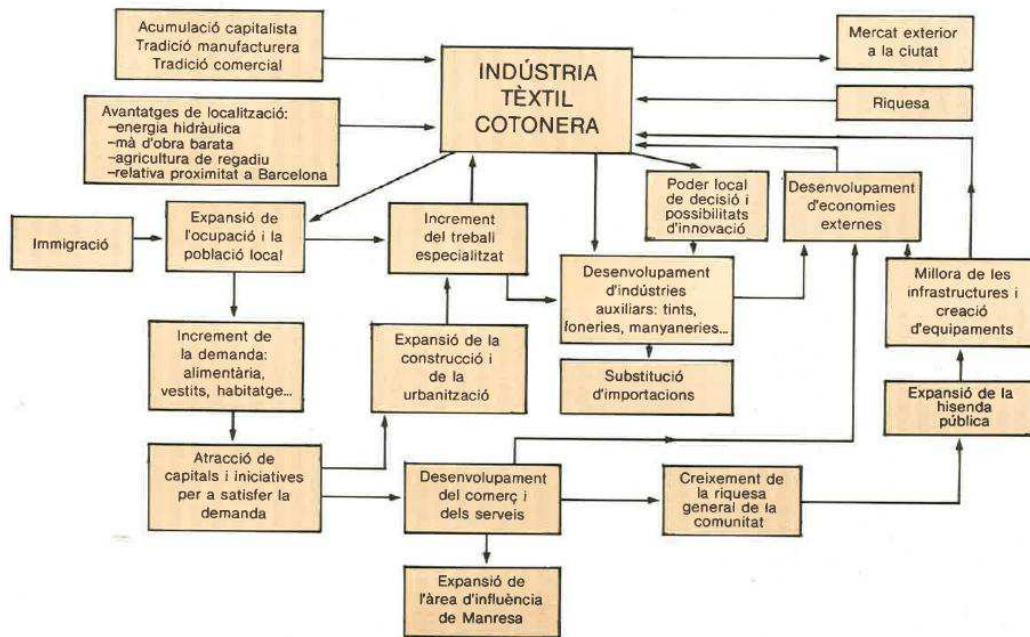 Acumulació capitalista
Tradició manufacturera
Tradició comercial
INDÚSTRIA
TÈXTIL
COTONERA
Mercat exterior
a la ciutat
Riquesa
Avantatges de localització:
–energia hidràulica
–mà d'obra barata
–agricultura de regadiu
–relativa proximitat a Barcelona
Immigració
Expansió de
l'ocupació i la
població local
Increment
del treball
especialitzat
Poder local
de decisió i
possibilitats
d'innovació
Desenvolupament
d'economies
externes
Desenvolupament
d'indústries
auxiliars: tints,
foneries, manyaneries...
Millora de les
infrastructures i
creació
d'equipaments
Increment de
la demanda:
alimentària,
vestits, habitatge...
Expansió de la
construcció i
de la
urbanització
Substitució
d'importacions
Expansió de la
hisenda
pública
Atracció de
capitals i iniciatives
per a satisfer la
demanda
Desenvolupament
del comerç i
dels serveis
Creixement de
la riquesa
general de la
comunitat
Expansió de
l'àrea d'influència
de Manresa